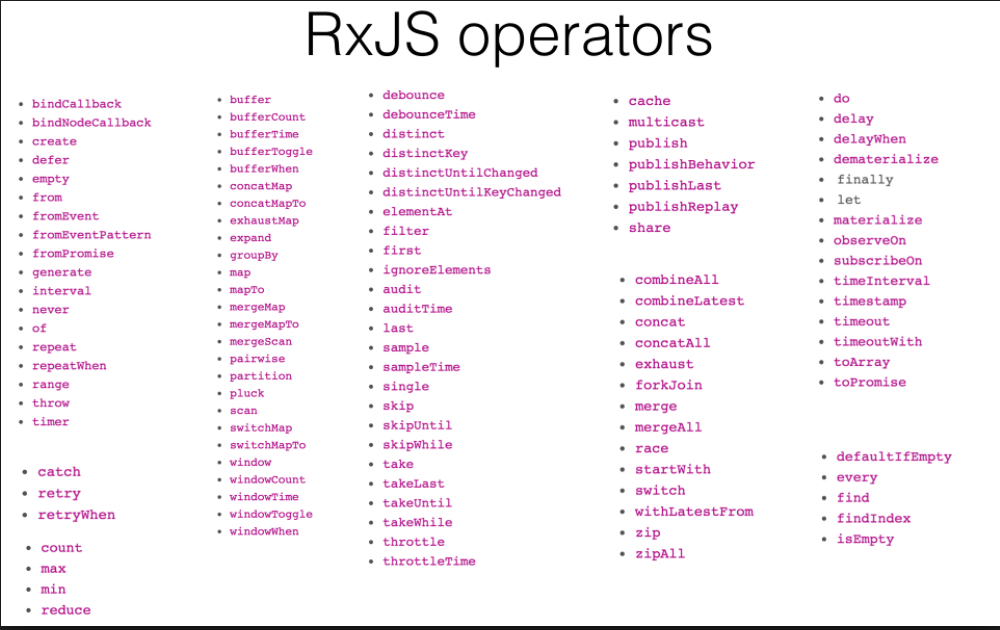 RxJS operators
bindCallback
bindNodeCallback
create
defer
empty
from
fromEvent
fromEventPattern
fromPromise
generate
interval
never
of
repeat
repeatWhen
range
throw
timer
catch
retry
retryWhen
count
max
min
reduce
buffer
bufferCount
bufferTime
bufferToggle
bufferWhen
concatMap
concatMapTo
exhaustMap
expand
groupBy
map
mapTo
mergeMap
mergeMapTo
mergeScan
pairwise
partition
pluck
scan
switchMap
switchMapTo
window
windowCount
windowTime
windowToggle
windowWhen
debounce
debounceTime
distinct
distinctKey
distinctUntilChanged
distinctUntilKeyChanged
elementAt
filter
first
ignoreElements
audit
auditTime
last
sample
sampleTime
single
skip
skipUntil
skipWhile
take
takeLast
takeUntil
takeWhile
throttle
throttleTime
cache
multicast
publish
publishBehavior
publishLast
publishReplay
share
combineAll
combineLatest
concat
concatAll
exhaust
forkJoin
merge
mergeAll
race
startWith
switch
withLatestFrom
zip
zipAll
do
delay
delayWhen
dematerialize
finally
let
materialize
observeOn
subscribeOn
timeInterval
timestamp
timeout
timeoutWith
toArray
toPromise
defaultIfEmpty
every
find
findIndex
isEmpty